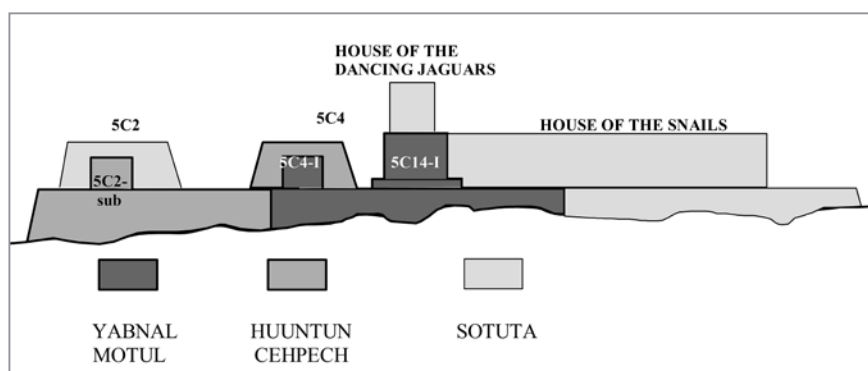 HOUSE OF THE
DANCING JAGUARS
5C2
5C4
HOUSE OF THE SNAILS
5C4-I
5C14-I
5C2-
sub
YABNAL
MOTUL
HUUNTUN
CEHPECH
SOTUTA